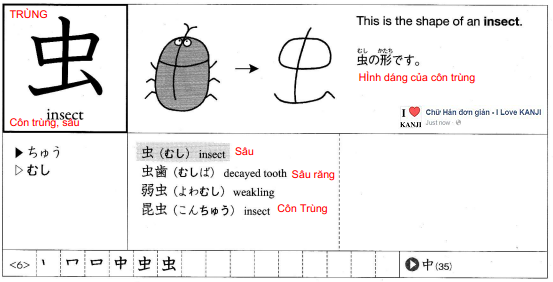 TRÙNG
虫
insect
Côn trùng, sâu
This is the shape of an insect.
むし かたち
虫の形です。
Hình dáng của côn trùng
I ❤ KANJI
Chữ Hán đơn giản - I Love KANJI
Just now
▶ ちゅう
▷ むし
虫（むし） insect Sâu
虫歯（むしば） decayed tooth Sâu răng
弱虫（よわむし） weakling
昆虫（こんちゅう） insect Côn Trùng
<6> 丶 冖 口 中 虫 虫
▶ 中 (35)